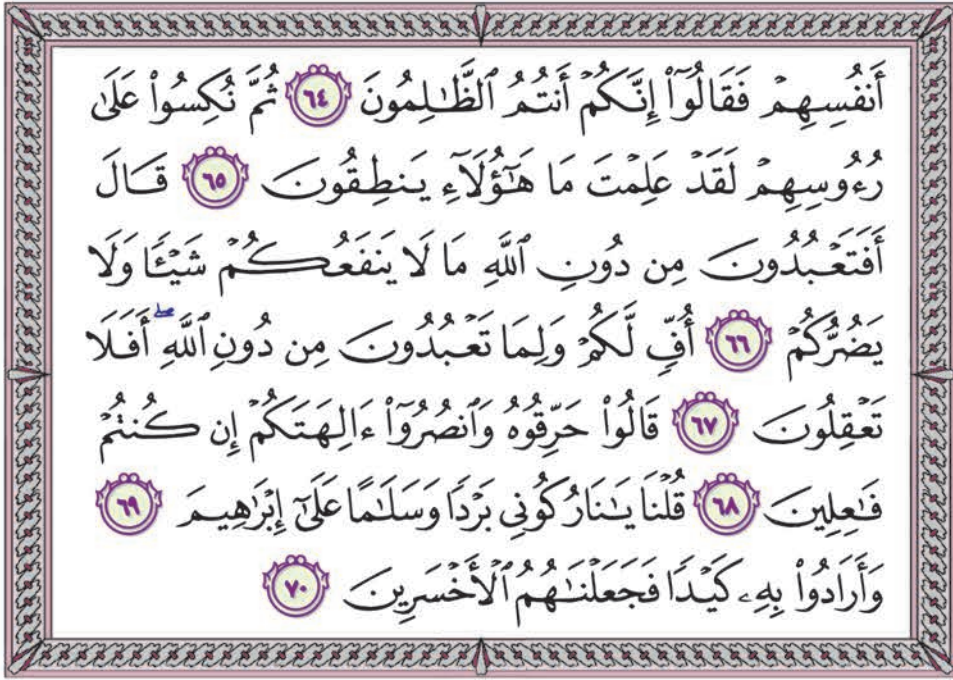 أَنفُسِهِمۡ فَقَالُوٓاْ إِنَّكُمۡ أَنتُمُ ٱلظَّـٰلِمُونَ ٦٤ ثُمَّ نُكِسُواْ عَلَىٰ
رُءُوسِهِمۡ لَقَدۡ عَلِمۡتَ مَا هَـٰٓؤُلَآءِ يَنطِقُونَ ٦٥ قَالَ
أَفَتَعۡبُدُونَ مِن دُونِ ٱللَّهِ مَا لَا يَنفَعُكُمۡ شَيۡـًٔا وَلَا
يَضُرُّكُمۡ ٦٦ أُفّٖ لَّكُمۡ وَلِمَا تَعۡبُدُونَ مِن دُونِ ٱللَّهِۚ أَفَلَا
تَعۡقِلُونَ ٦٧ قَالُواْ حَرِّقُوهُ وَٱنصُرُوٓاْ ءَالِهَتَكُمۡ إِن كُنتُمۡ
فَـٰعِلِينَ ٦٨ قُلۡنَا يَـٰنَارُ كُونِي بَرۡدٗا وَسَلَـٰمًا عَلَىٰٓ إِبۡرَٰهِيمَ ٦٩
وَأَرَادُواْ بِهِۦ كَيۡدٗا فَجَعَلۡنَـٰهُمُ ٱلۡأَخۡسَرِينَ ٧٠